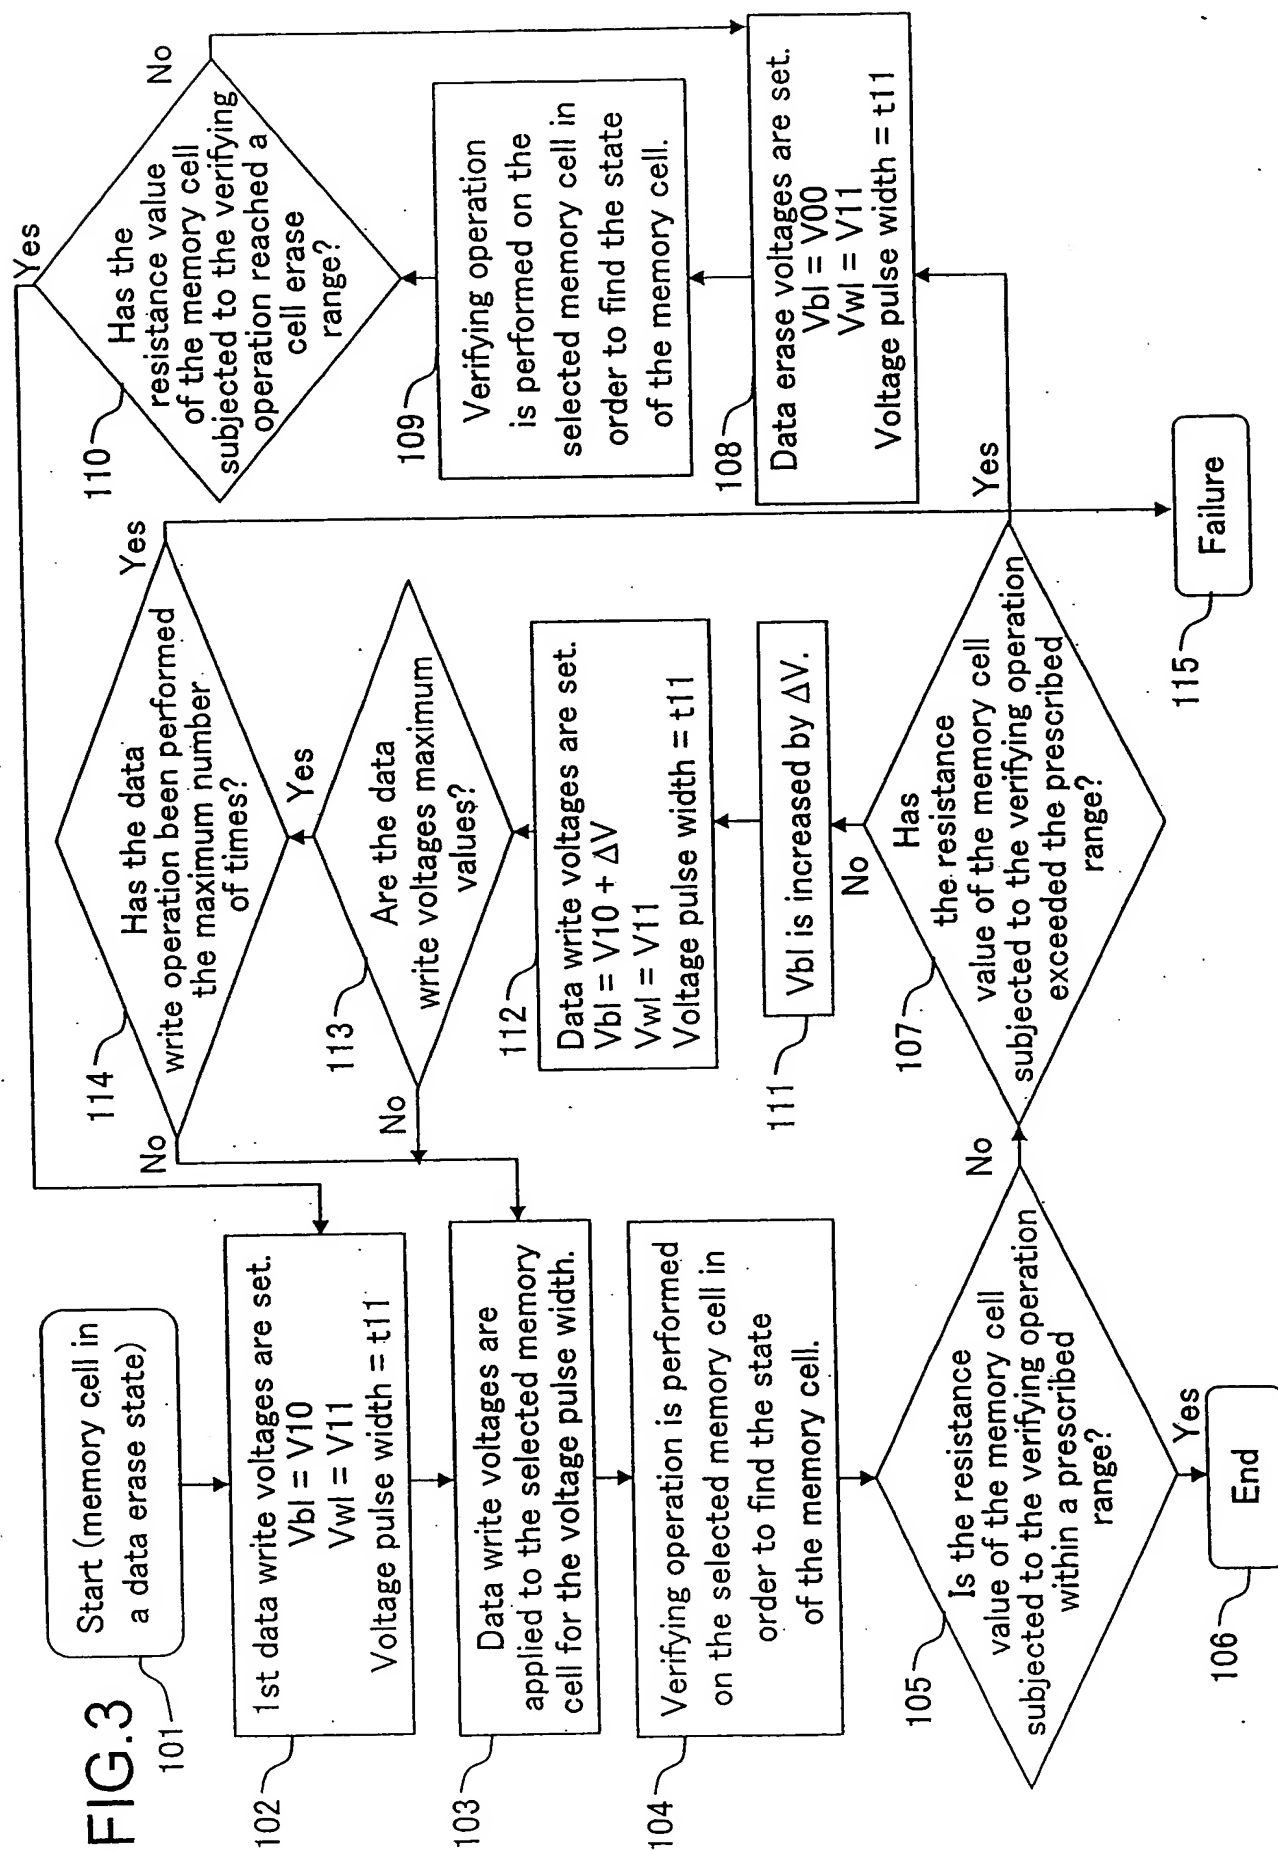 FIG.3
101
Start (memory cell in
a data erase state)
102
1st data write voltages are set.
Vbl = V10
Vwl = V11
Voltage pulse width = t11
103
Data write voltages are
applied to the selected memory
cell for the voltage pulse width.
104
Verifying operation is performed
on the selected memory cell in
order to find the state
of the memory cell.
105
Is the resistance
value of the memory cell
subjected to the verifying operation
within a prescribed
range?
Yes
No
106
End
107
Has
the resistance
value of the memory cell
subjected to the verifying operation
exceeded the prescribed
range?
No
Yes
111
Vbl is increased by ΔV.
112
Data write voltages are set.
Vbl = V10 + ΔV
Vwl = V11
Voltage pulse width = t11
113
Are the data
write voltages maximum
values?
No
Yes
114
Has the data
write operation been performed
the maximum number
of times?
No
Yes
115
Failure
108
Data erase voltages are set.
Vbl = V00
Vwl = V11
Voltage pulse width = t11
109
Verifying operation
is performed on the
selected memory cell in
order to find the state
of the memory cell.
110
Has the
resistance value
of the memory cell
subjected to the verifying
operation reached a
cell erase
range?
Yes
No